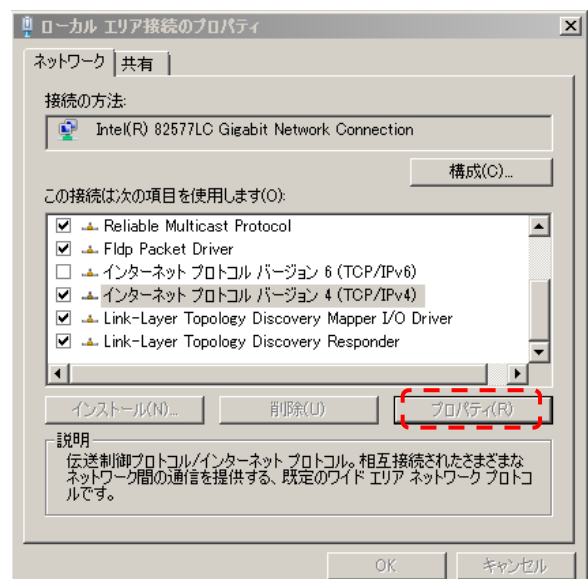 ローカル エリア接続のプロパティ
ネットワーク 共有
接続の方法:
Intel(R) 82577LC Gigabit Network Connection
構成(C)...
この接続は次の項目を使用します(O):
Reliable Multicast Protocol
Fldp Packet Driver
インターネット プロトコル バージョン 6 (TCP/IPv6)
インターネット プロトコル バージョン 4 (TCP/IPv4)
Link-Layer Topology Discovery Mapper I/O Driver
Link-Layer Topology Discovery Responder
インストール(N)... 削除(U) プロパティ(R)
説明
伝送制御プロトコル/インターネット プロトコル。相互接続されたさまざまな
ネットワーク間の通信を提供する、既定のワイド エリア ネットワーク プロトコ
ルです。
OK キャンセル